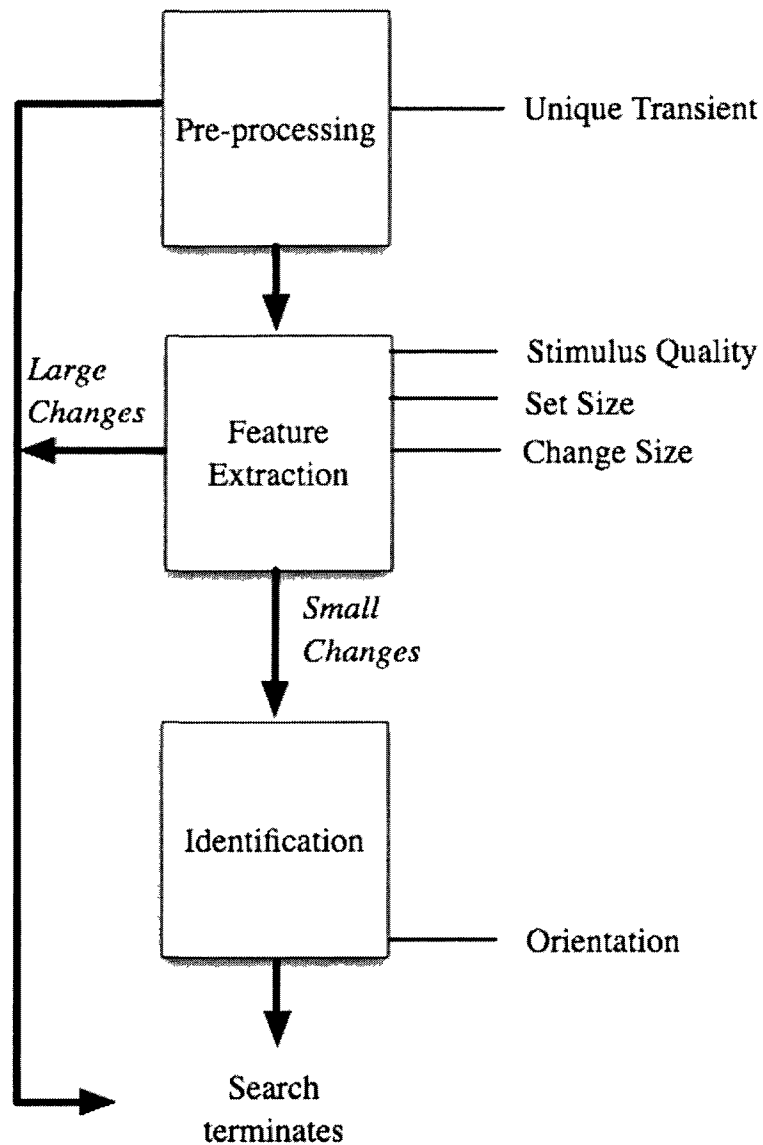 Pre-processing
Unique Transient
Large
Changes
Feature
Extraction
Stimulus Quality
Set Size
Change Size
Small
Changes
Identification
Orientation
Search
terminates